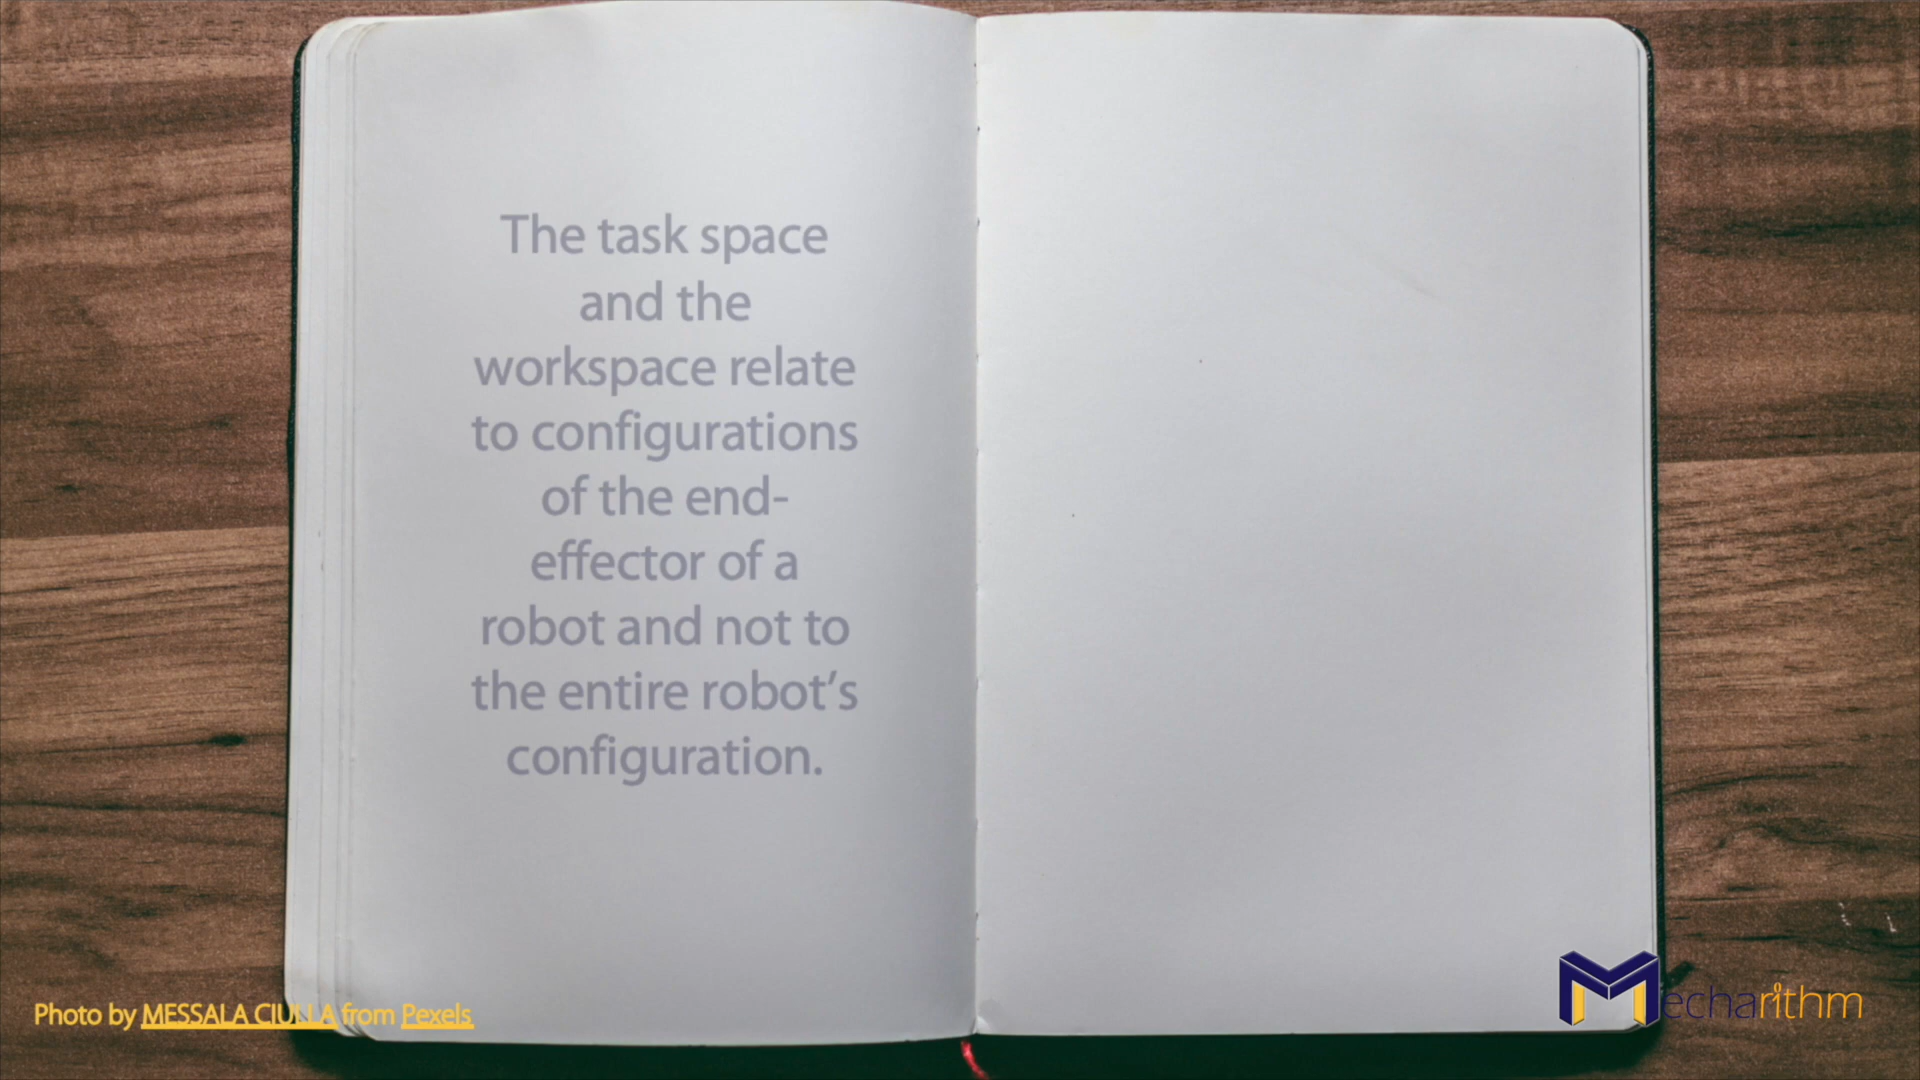 The task space
and the
workspace relate
to configurations
of the end-
effector of a
robot and not to
the entire robot’s
configuration.
Photo by MESSALA CIULLA from Pexels
Mecharithm